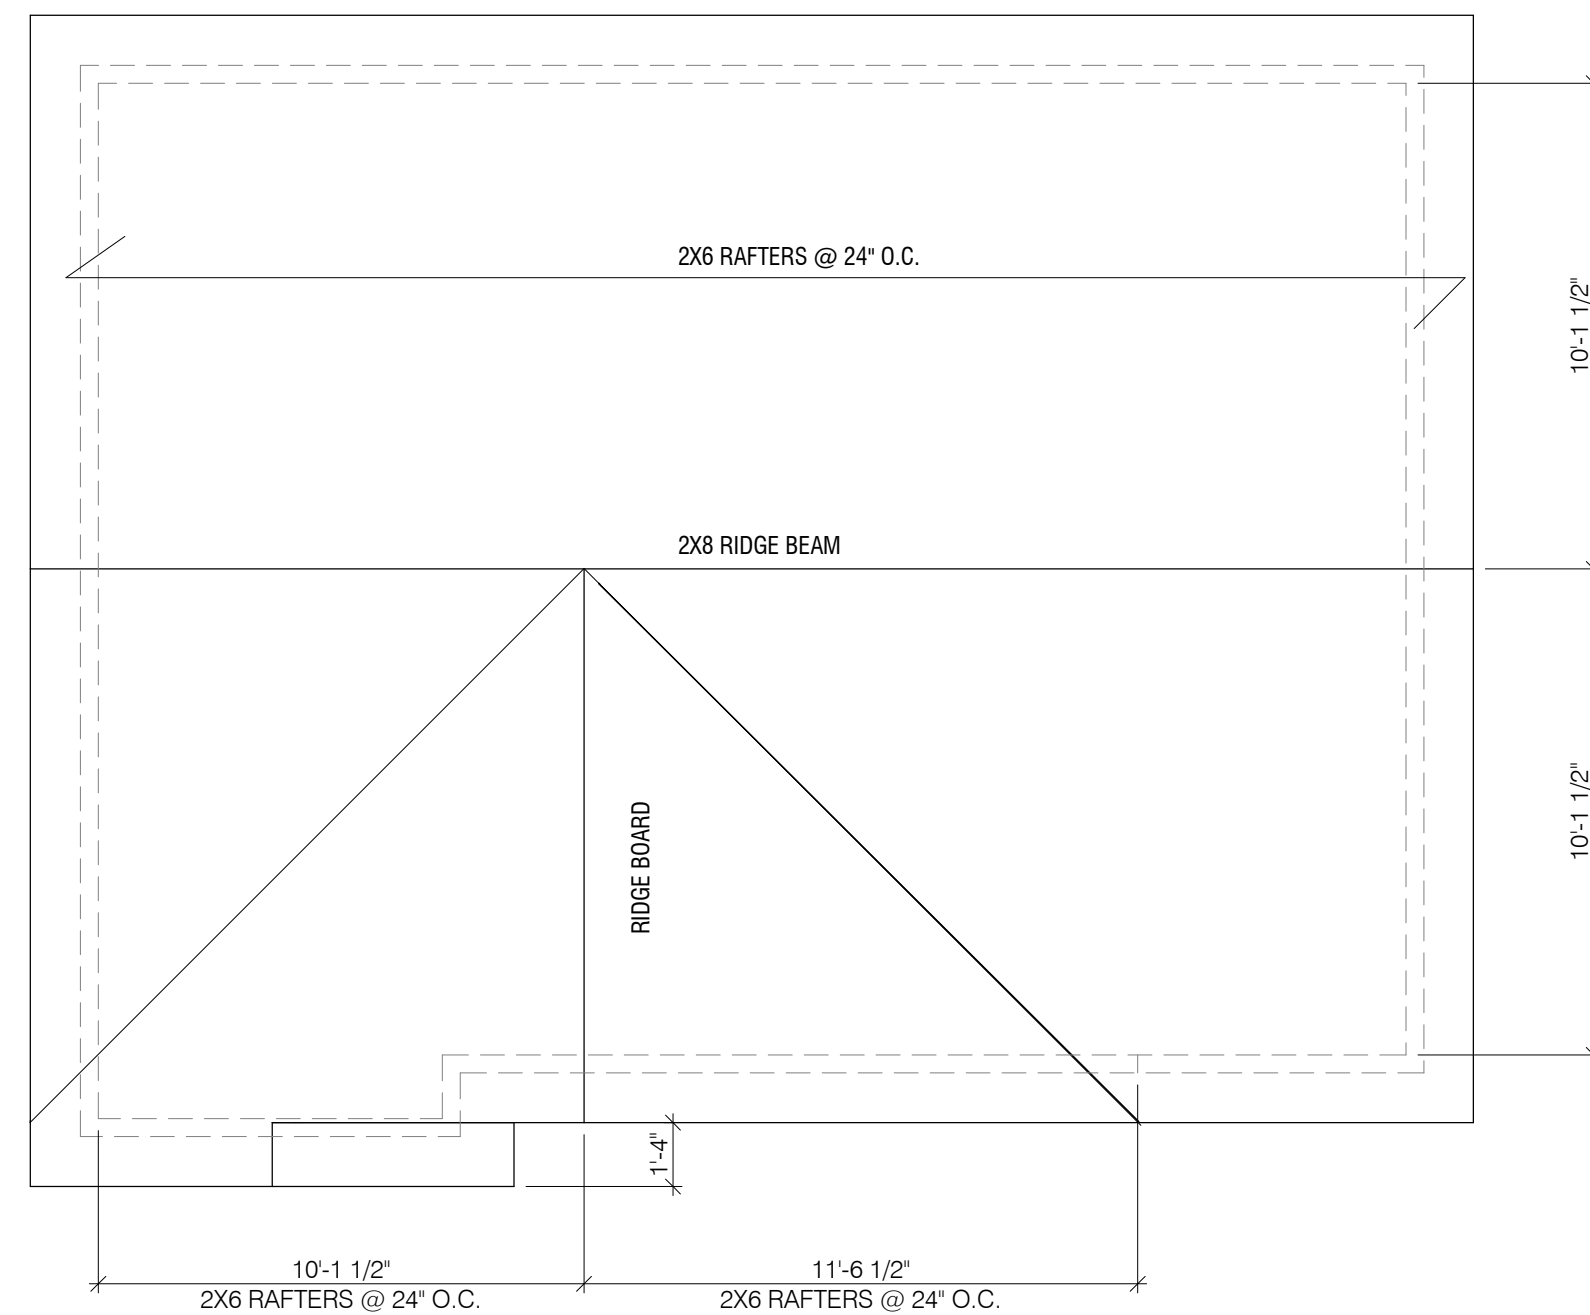 2X6 RAFTERS @ 24" O.C.
10'-1 1/2"
2X8 RIDGE BEAM
RIDGE BOARD
10'-1 1/2"
1'-4"
10'-1 1/2"
2X6 RAFTERS @ 24" O.C.
11'-6 1/2"
2X6 RAFTERS @ 24" O.C.